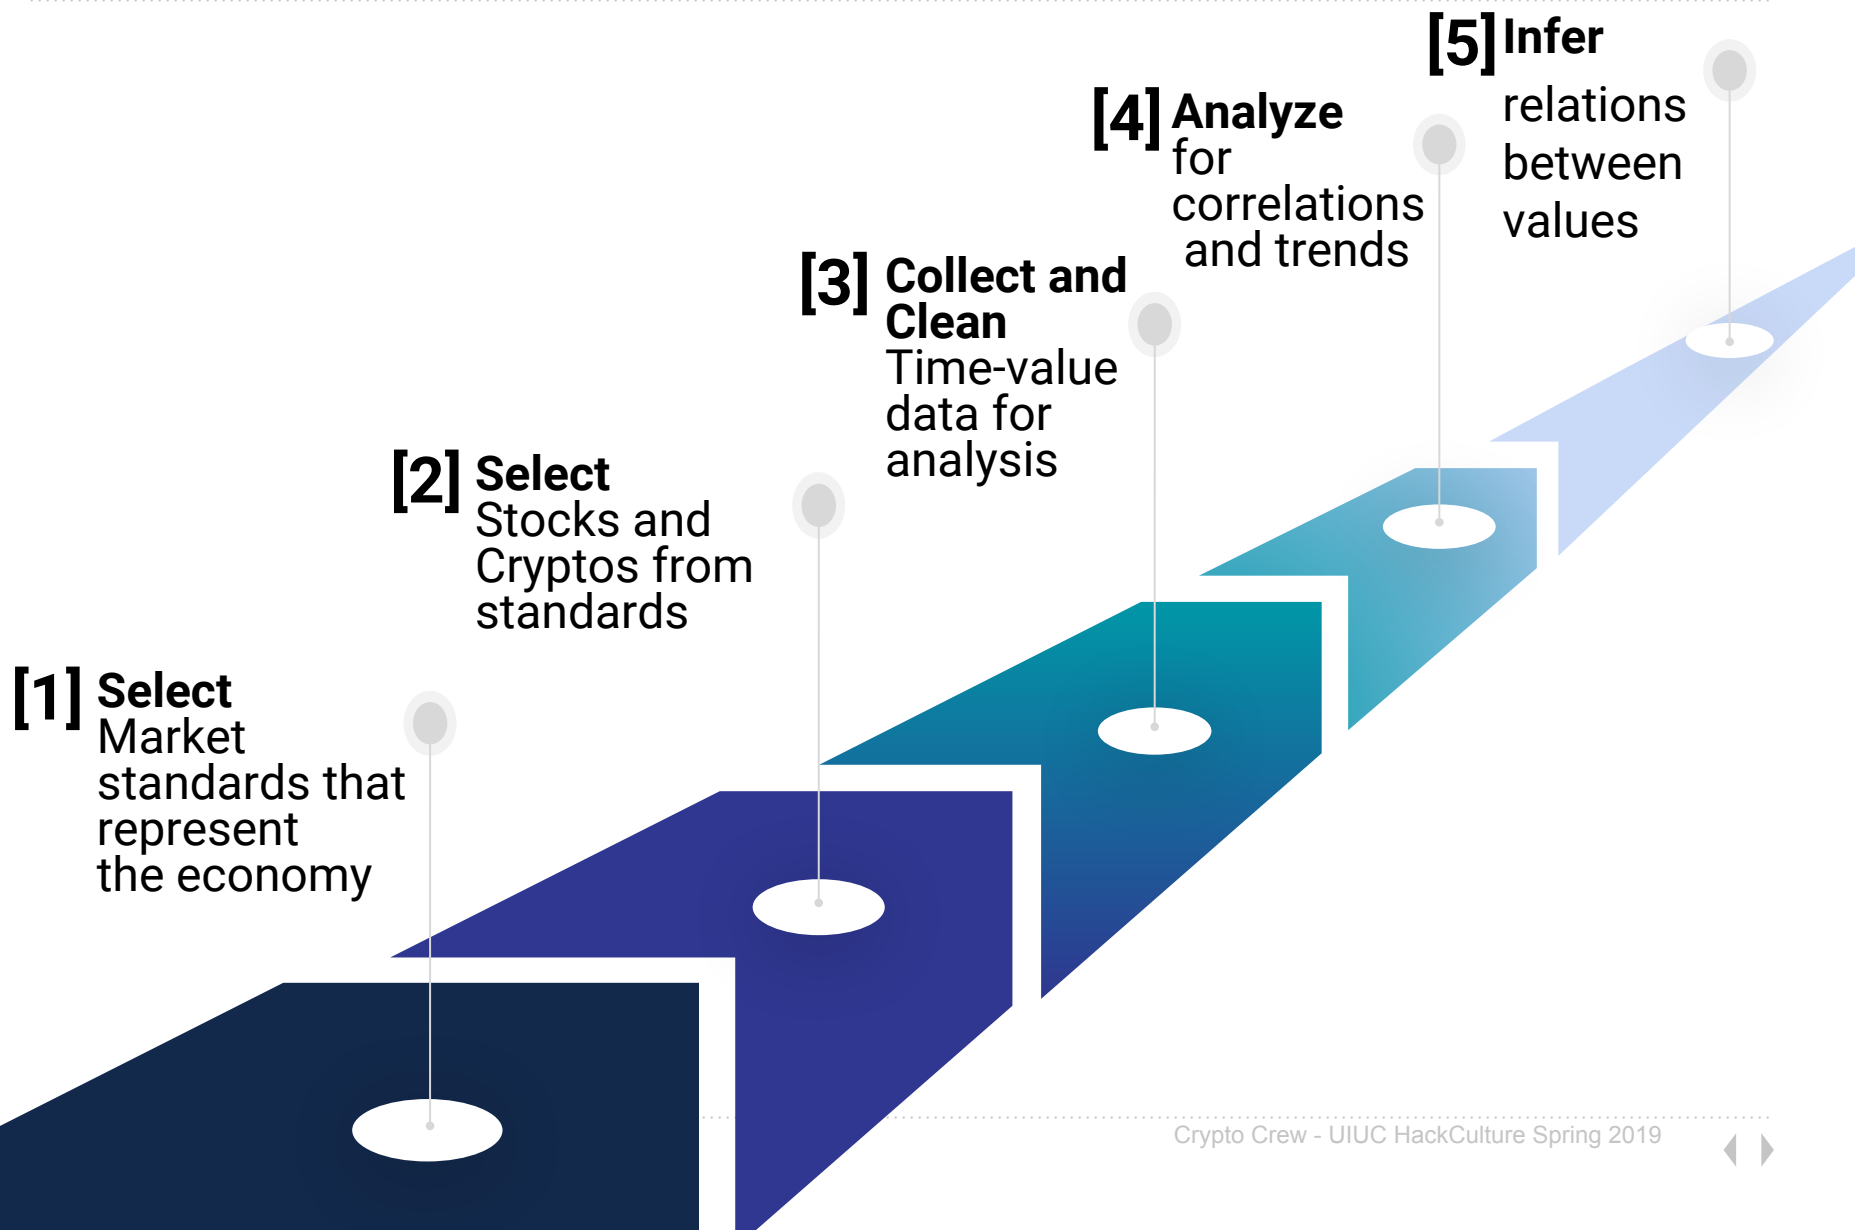 [1] Select
Market
standards that
represent
the economy
[2] Select
Stocks and
Cryptos from
standards
[3] Collect and
Clean
Time-value
data for
analysis
[4] Analyze
for
correlations
and trends
[5] Infer
relations
between
values
Crypto Crew - UIUC HackCulture Spring 2019